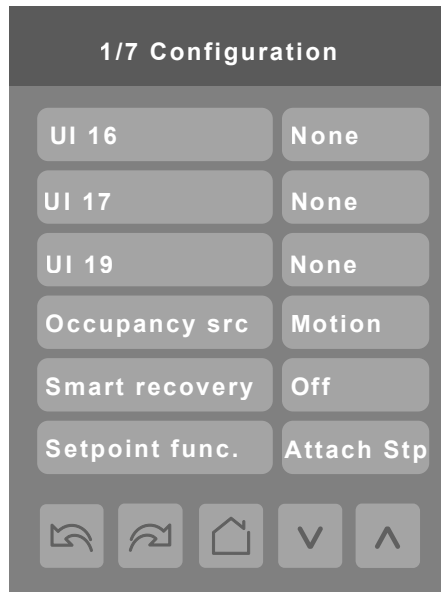 1/7 Configuration
UI 16 None
UI 17 None
UI 19 None
Occupancy src Motion
Smart recovery Off
Setpoint func. Attach Stp